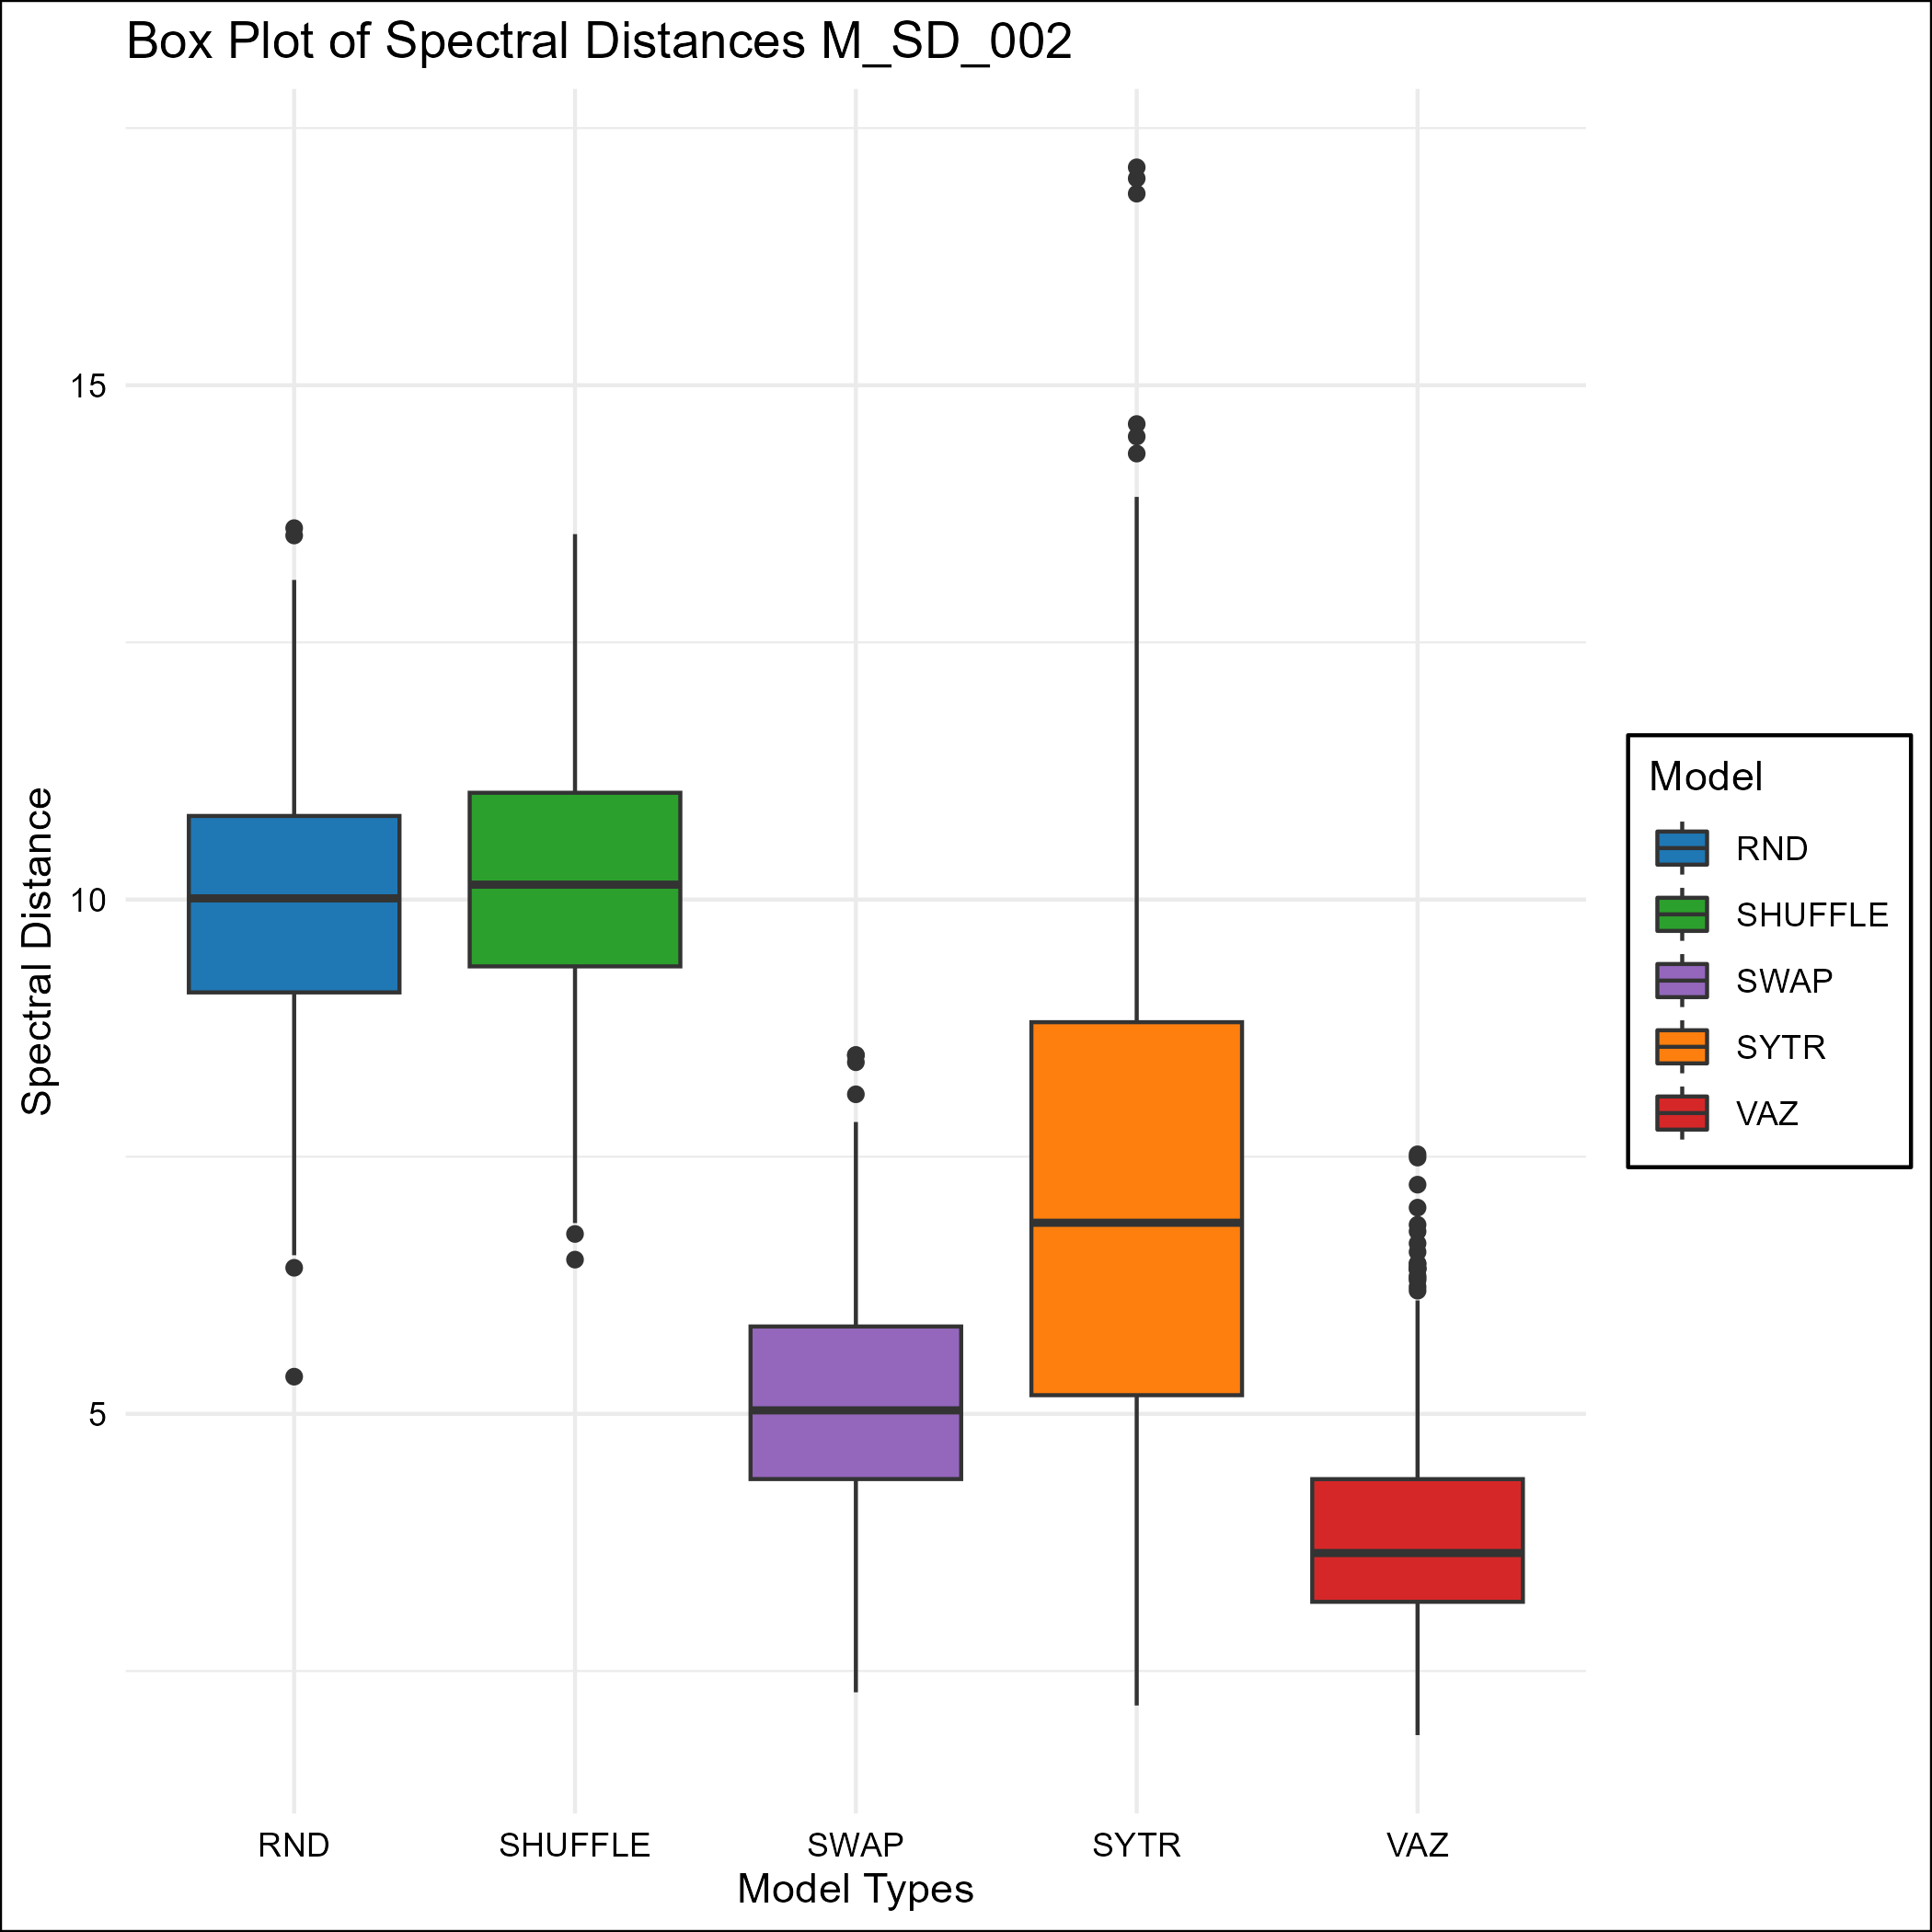 Box Plot of Spectral Distances M_SD_002
15
10
5
Spectral Distance
RND
SHUFFLE
SWAP
SYTR
VAZ
Model Types
Model
RND
SHUFFLE
SWAP
SYTR
VAZ